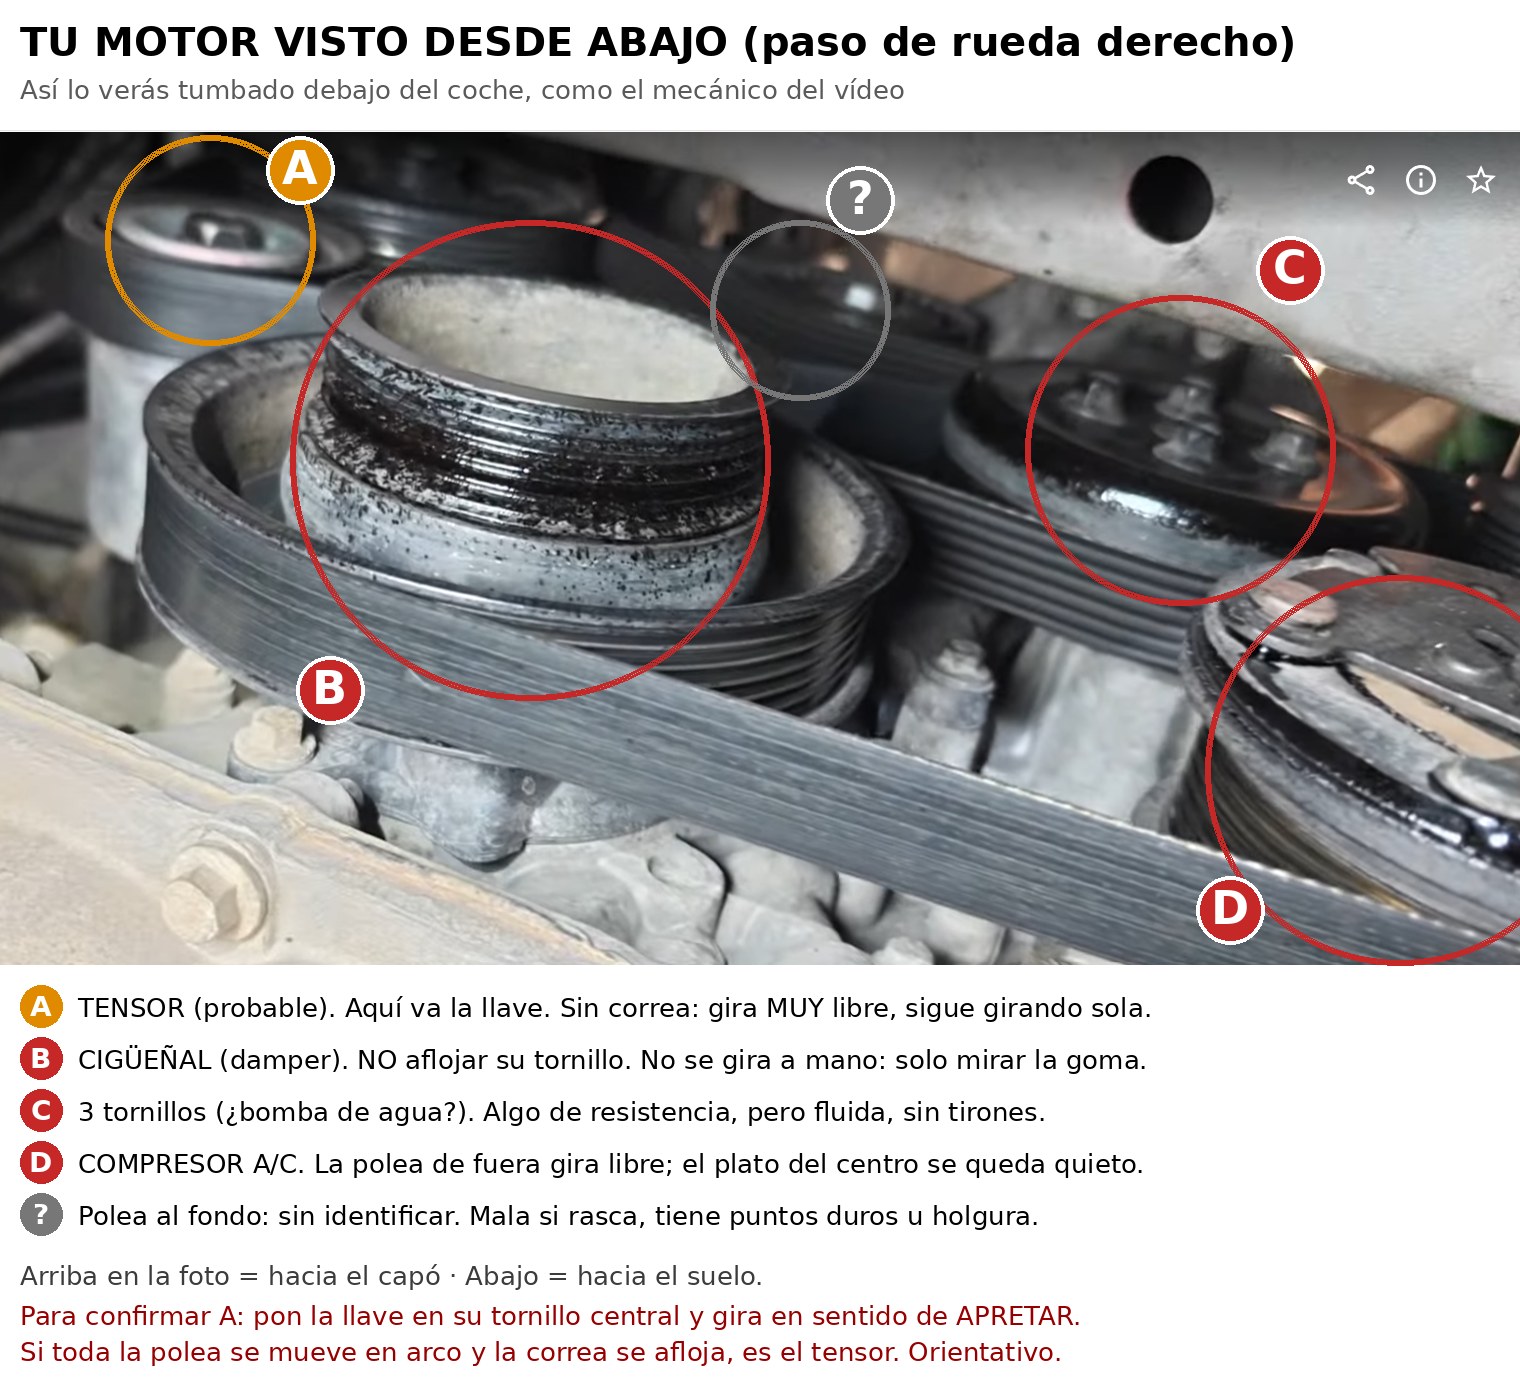 TU MOTOR VISTO DESDE ABAJO (paso de rueda derecho)
Así lo verás tumbado debajo del coche, como el mecánico del vídeo
A
?
C
B
D
A TENSOR (probable). Aquí va la llave. Sin correa: gira MUY libre, sigue girando sola.
B CIGÜEÑAL (damper). NO aflojar su tornillo. No se gira a mano: solo mirar la goma.
C 3 tornillos (¿bomba de agua?). Algo de resistencia, pero fluida, sin tirones.
D COMPRESOR A/C. La polea de fuera gira libre; el plato del centro se queda quieto.
? Polea al fondo: sin identificar. Mala si rasca, tiene puntos duros u holgura.
Arriba en la foto = hacia el capó · Abajo = hacia el suelo.
Para confirmar A: pon la llave en su tornillo central y gira en sentido de APRETAR.
Si toda la polea se mueve en arco y la correa se afloja, es el tensor. Orientativo.